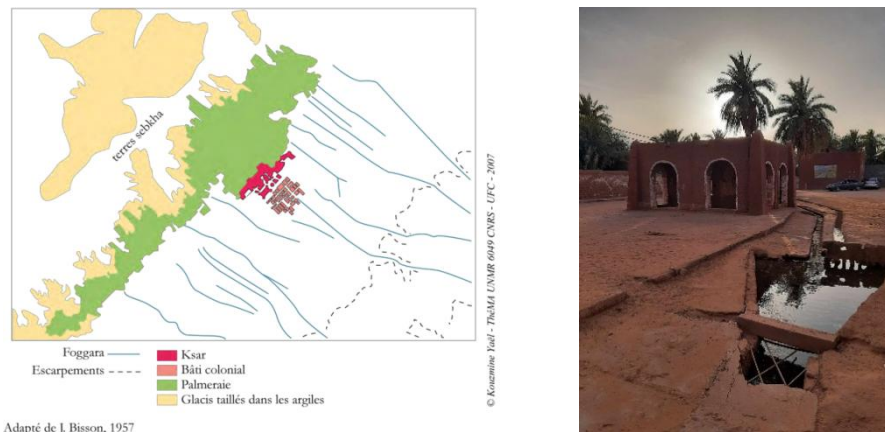 terres sebkha
Foggara
Escarpements
Ksar
Bâti colonial
Palmeraie
Glacis taillés dans les argiles
© Kouzmine Yaël - ThéMA UNMR 6049 CNRS - UFC - 2007
Adapté de J. Bisson, 1957